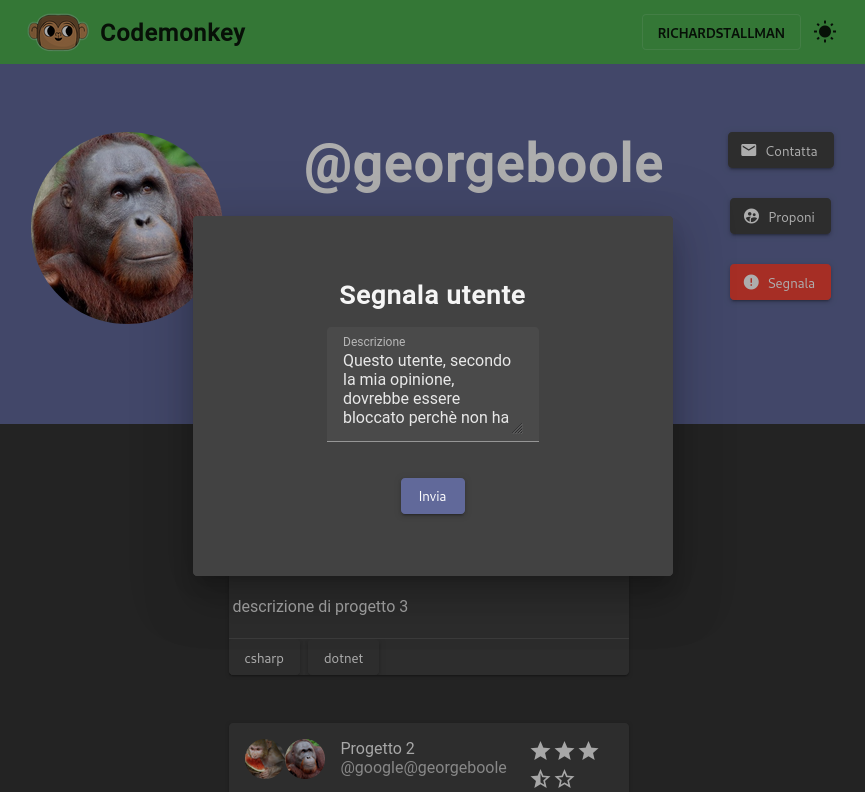 Codemonkey
RICHARDSTALLMAN
@georgeboole
Contatta
Proponi
Segnala
Segnala utente
Descrizione
Questo utente, secondo
la mia opinione,
dovrebbe essere
bloccato perchè non ha
Invia
descrizione di progetto 3
csharp
dotnet
Progetto 2
@google@georgeboole